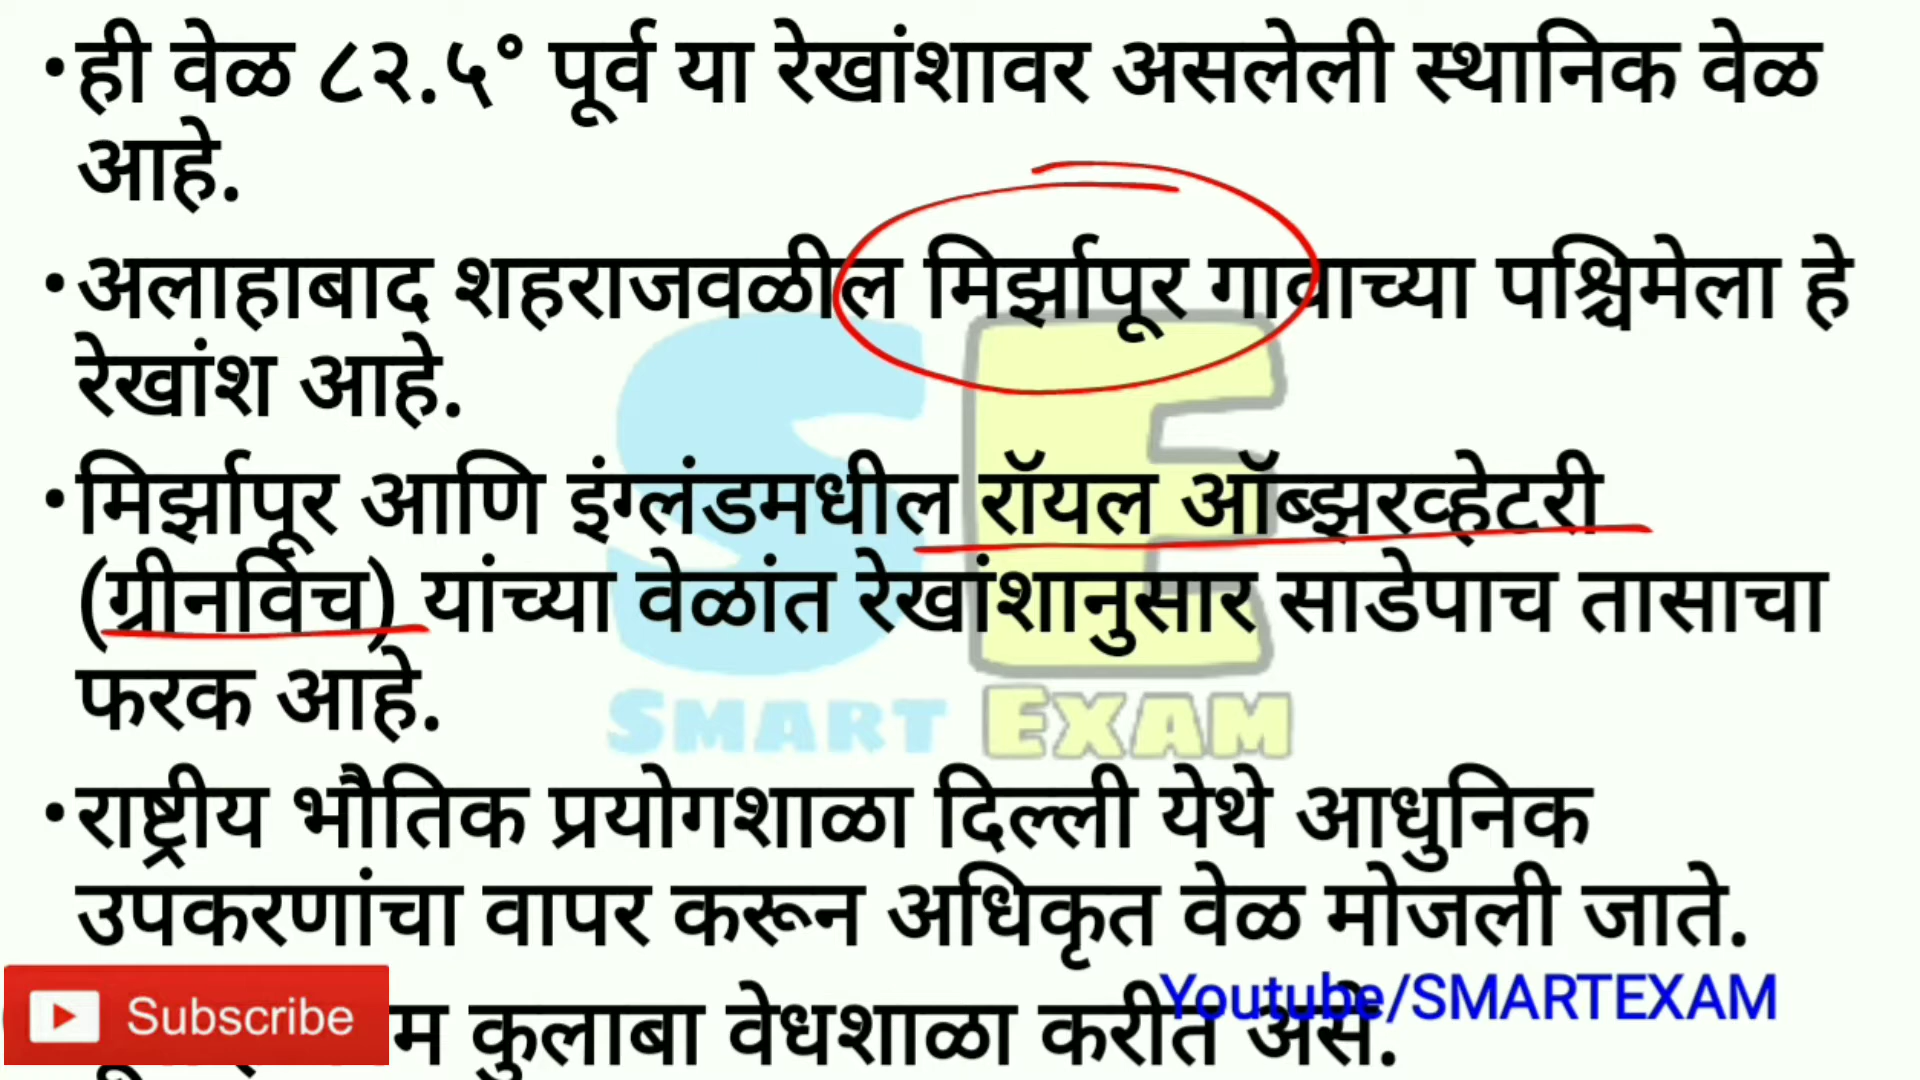 •ही वेळ ८२.५° पूर्व या रेखांशावर असलेली स्थानिक वेळ
आहे.
•अलाहाबाद शहराजवळील मिर्झापूर गावाच्या पश्चिमेला हे
रेखांश आहे.
•मिर्झापूर आणि इंग्लंडमधील रॉयल ऑब्झरव्हेटरी
(ग्रीनविच) यांच्या वेळांत रेखांशानुसार साडेपाच तासाचा
फरक आहे.
SMART EXAM
•राष्ट्रीय भौतिक प्रयोगशाळा दिल्ली येथे आधुनिक
उपकरणांचा वापर करून अधिकृत वेळ मोजली जाते.
Youtube/SMARTEXAM
Subscribe
कुलाबा वेधशाळा करीत असे.